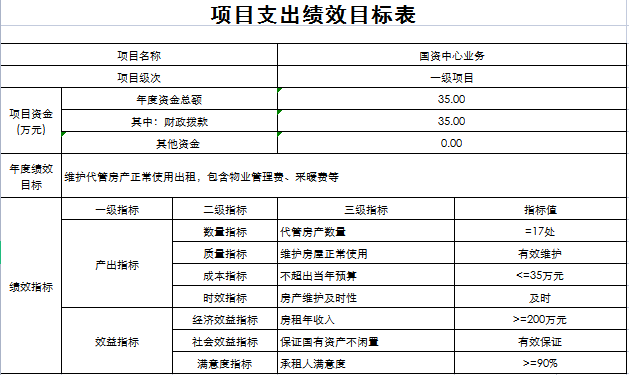 项目支出绩效目标表
项目名称 国资中心业务
项目级次 一级项目
项目资金
(万元)
年度资金总额 35.00
其中：财政拨款 35.00
其他资金 0.00
年度绩效
目标
维护代管房产正常使用出租，包含物业管理费、采暖费等
绩效指标
一级指标 二级指标 三级指标 指标值
产出指标
数量指标 代管房产数量 =17处
质量指标 维护房屋正常使用 有效维护
成本指标 不超出当年预算 <=35万元
时效指标 房产维护及时性 及时
效益指标
经济效益指标 房租年收入 >=200万元
社会效益指标 保证国有资产不闲置 有效保证
满意度指标 承租人满意度 >=90%